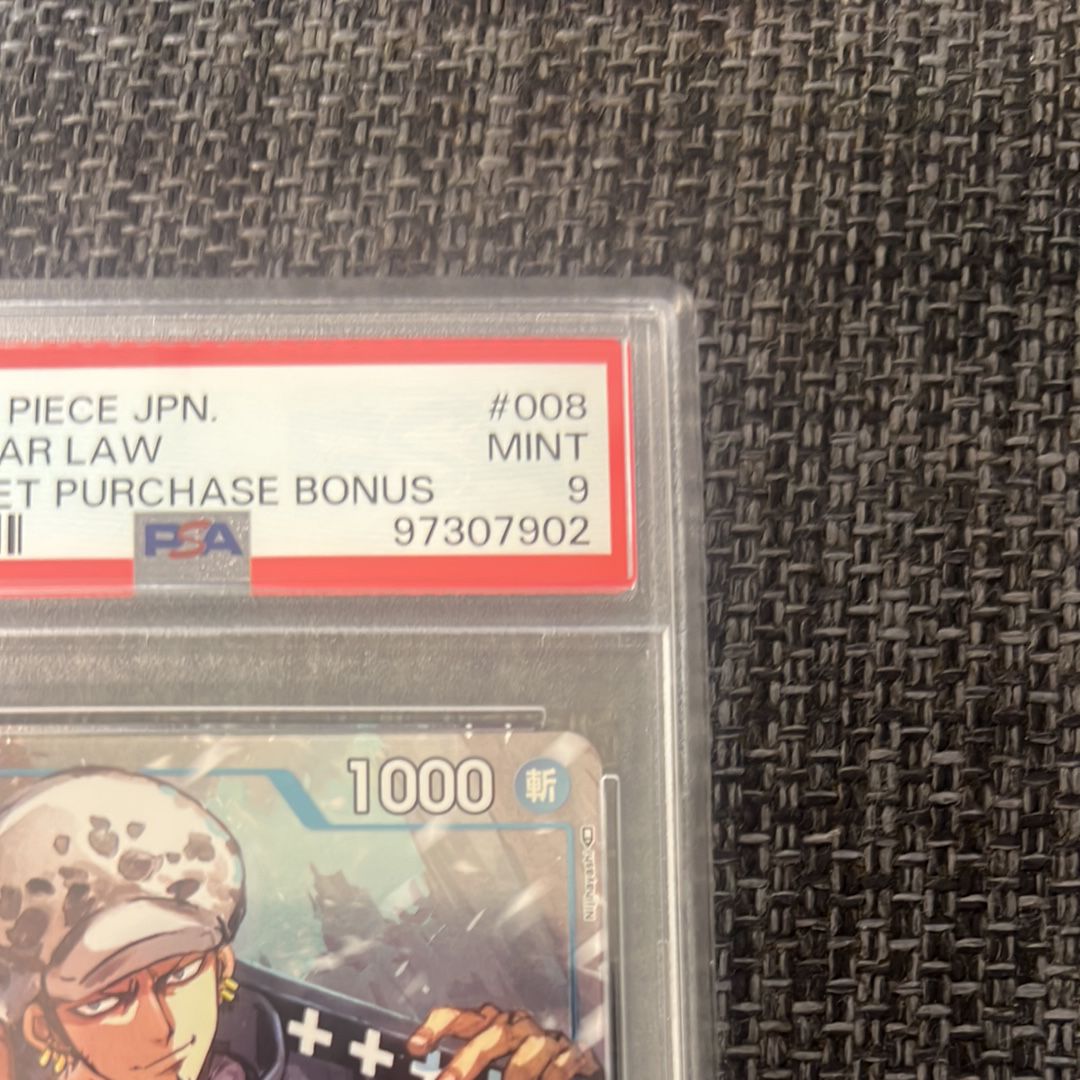 PIECE JPN. #008
AR LAW MINT
ET PURCHASE BONUS 9
PSA 97307902
1000 斬